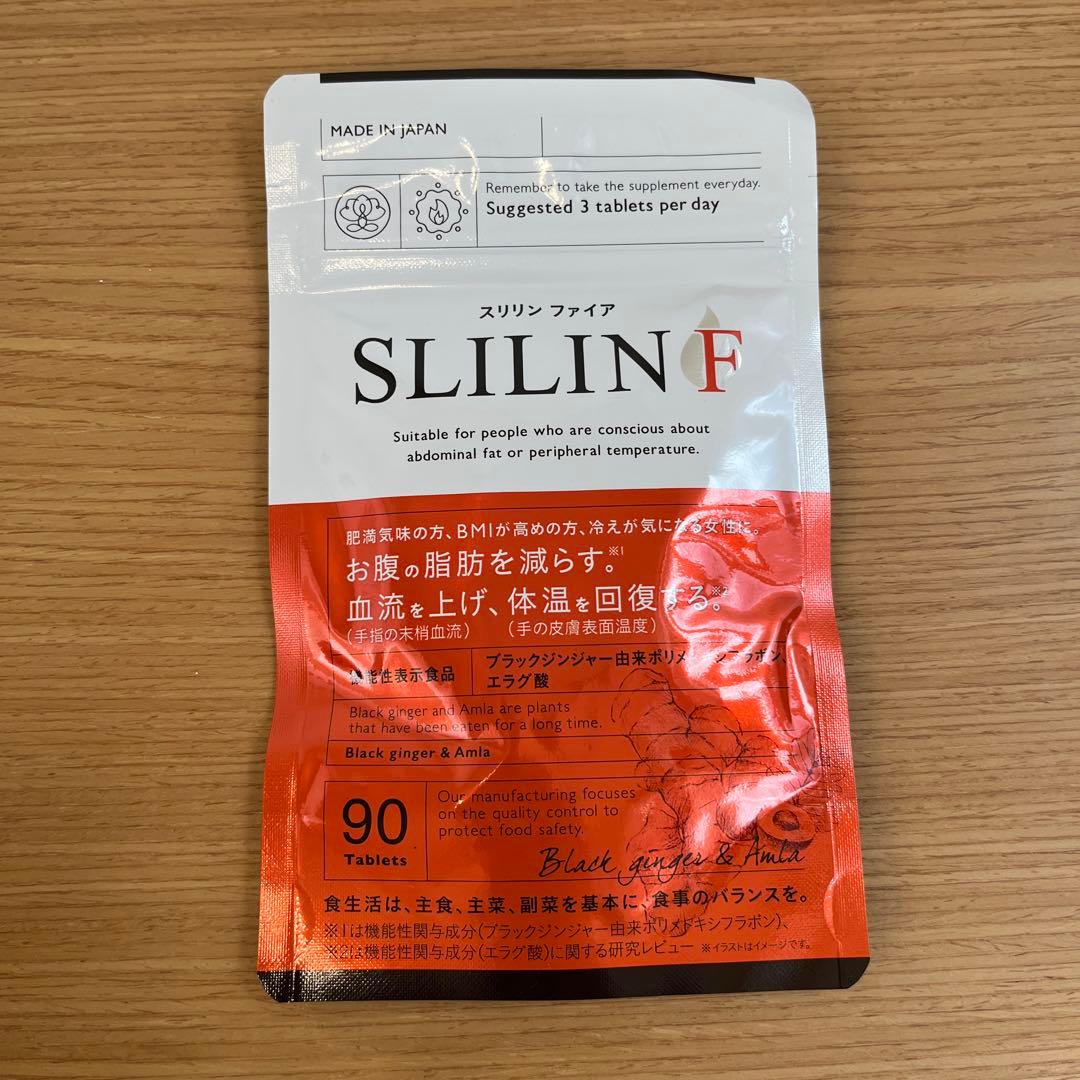 MADE IN JAPAN
Remember to take the supplement everyday.
Suggested 3 tablets per day
スリリン ファイア
SLILIN F
Suitable for people who are conscious about
abdominal fat or peripheral temperature.
肥満気味の方、BMIが高めの方、冷えが気になる女性に。
お腹の脂肪を減らす。※1
血流を上げ、体温を回復する。※2
(手指の末梢血流) (手の皮膚表面温度)
機能性表示食品
ブラックジンジャー由来ポリメトキシフラボン、
エラグ酸
Black ginger and Amla are plants
that have been eaten for a long time.
Black ginger & Amla
90
Tablets
Our manufacturing focuses
on the quality control to
protect food safety.
Black ginger & Amla
食生活は、主食、主菜、副菜を基本に、食事のバランスを。
※1は機能性関与成分(ブラックジンジャー由来ポリメトキシフラボン)、
※2は機能性関与成分(エラグ酸)に関する研究レビュー ※イラストはイメージです。